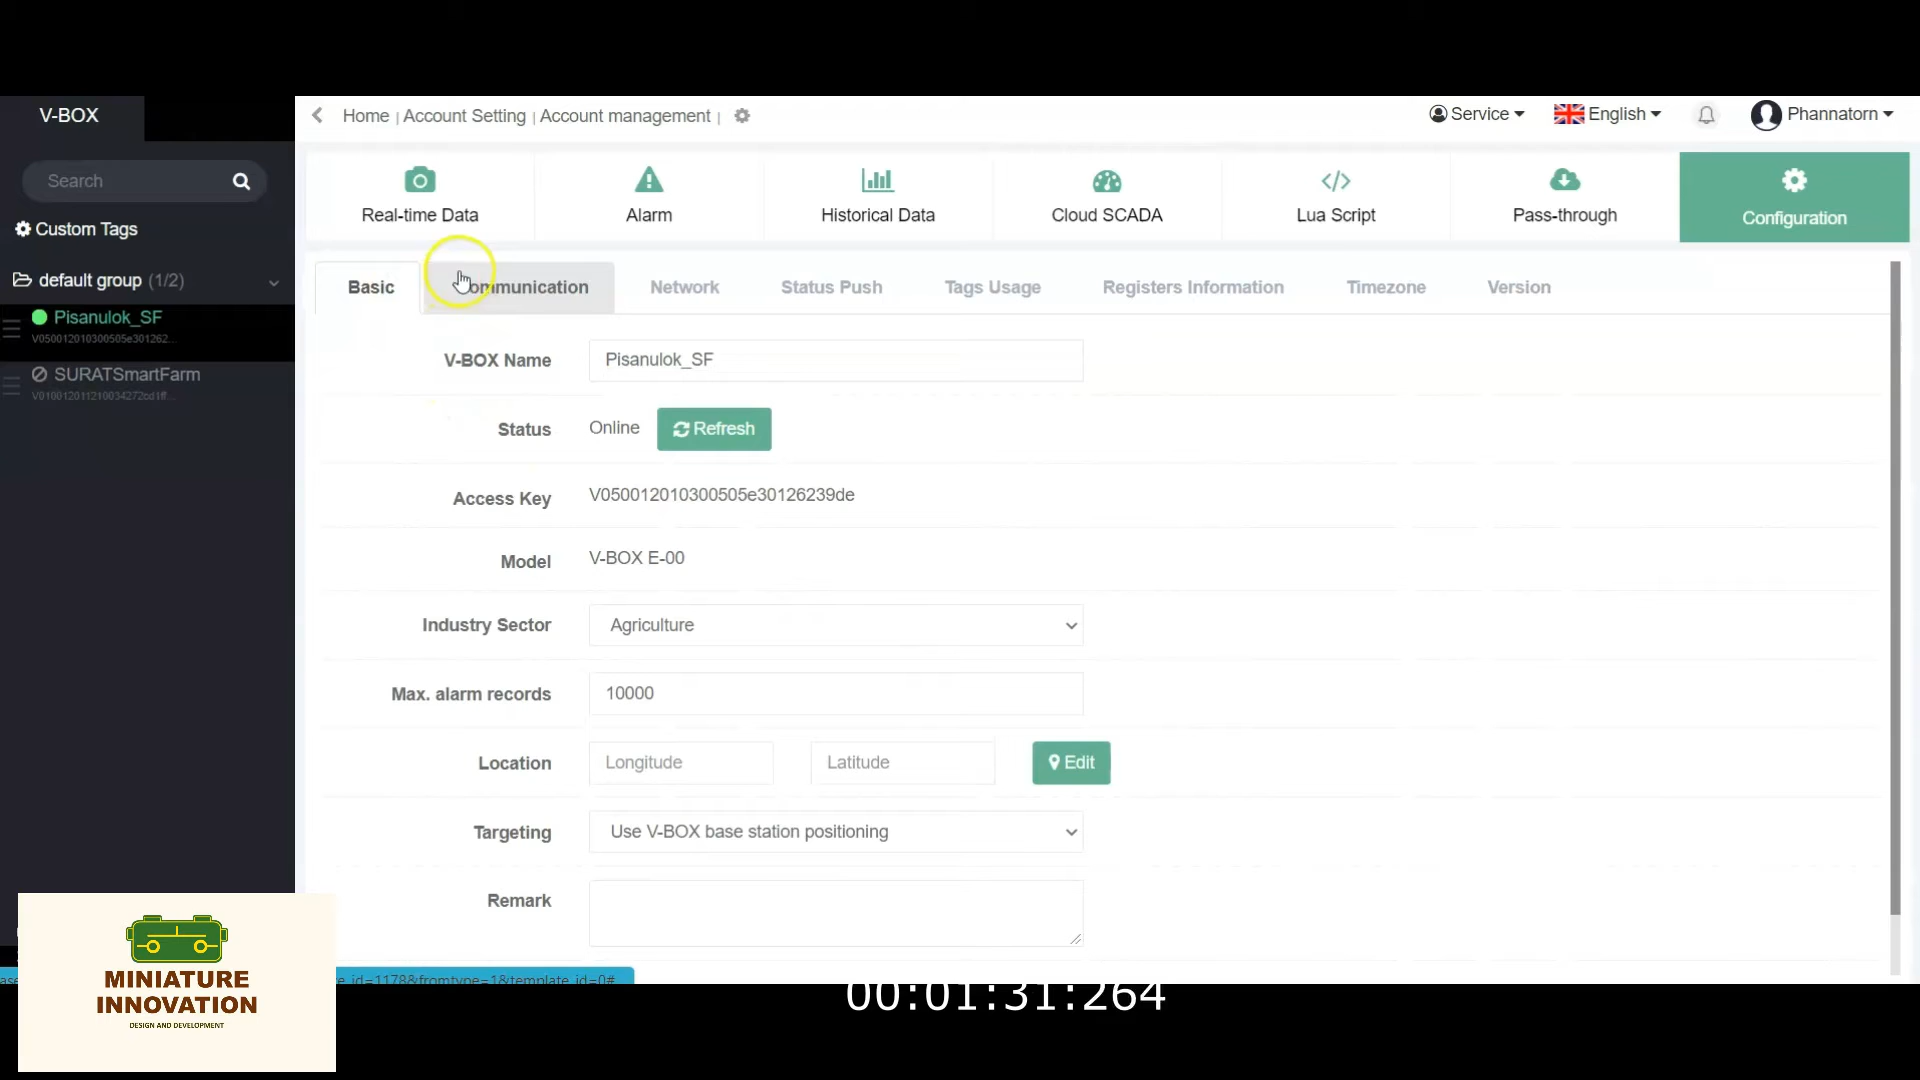 V-BOX
Home | Account Setting | Account management |
Service
English
Phannatorn
Search
Custom Tags
default group (1/2)
Pisanulok_SF
V050012010300505e301262...
SURATSmartFarm
V010012011210034272cd1ff...
Real-time Data
Alarm
Historical Data
Cloud SCADA
Lua Script
Pass-through
Configuration
Basic
Communication
Network
Status Push
Tags Usage
Registers Information
Timezone
Version
V-BOX Name
Pisanulok_SF
Status
Online
Refresh
Access Key
V050012010300505e30126239de
Model
V-BOX E-00
Industry Sector
Agriculture
Max. alarm records
10000
Location
Longitude
Latitude
Edit
Targeting
Use V-BOX base station positioning
Remark
MINIATURE
INNOVATION
DESIGN AND DEVELOPMENT
00:01:31:264